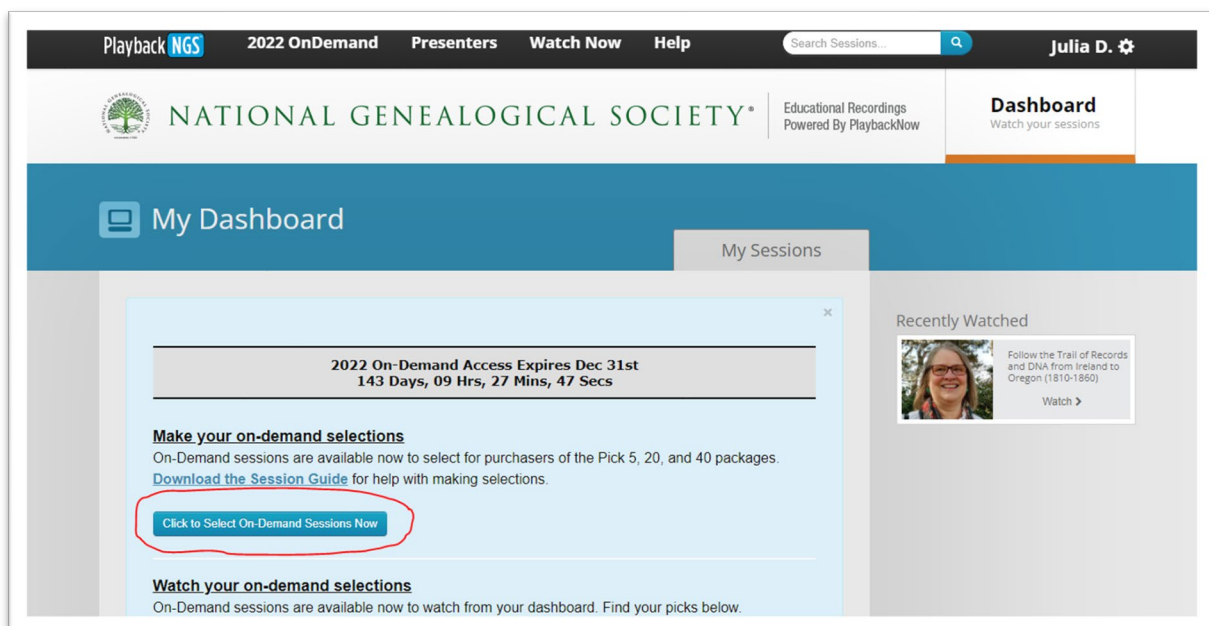 Playback NGS 2022 OnDemand Presenters Watch Now Help Search Sessions... Julia D.
NATIONAL GENEALOGICAL SOCIETY®
Educational Recordings
Powered By PlaybackNow
Dashboard
Watch your sessions
My Dashboard
My Sessions
×
2022 On-Demand Access Expires Dec 31st
143 Days, 09 Hrs, 27 Mins, 47 Secs
Make your on-demand selections
On-Demand sessions are available now to select for purchasers of the Pick 5, 20, and 40 packages.
Download the Session Guide for help with making selections.
Click to Select On-Demand Sessions Now
Watch your on-demand selections
On-Demand sessions are available now to watch from your dashboard. Find your picks below.
Recently Watched
Follow the Trail of Records
and DNA from Ireland to
Oregon (1810-1860)
Watch >